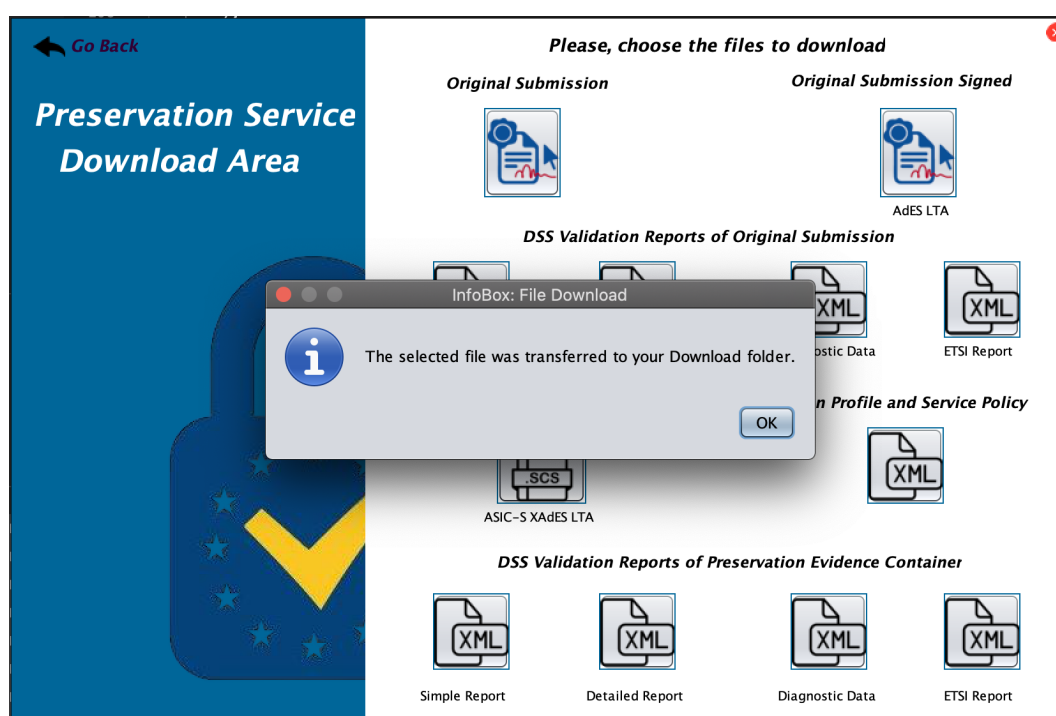 Go Back
Please, choose the files to download
Original Submission
Original Submission Signed
Preservation Service
Download Area
AdES LTA
DSS Validation Reports of Original Submission
InfoBox: File Download
XML
XML
The selected file was transferred to your Download folder.
ostic Data
ETSI Report
n Profile and Service Policy
OK
XML
.SCS
ASIC-S XAdES LTA
DSS Validation Reports of Preservation Evidence Container
XML
XML
XML
XML
Simple Report
Detailed Report
Diagnostic Data
ETSI Report